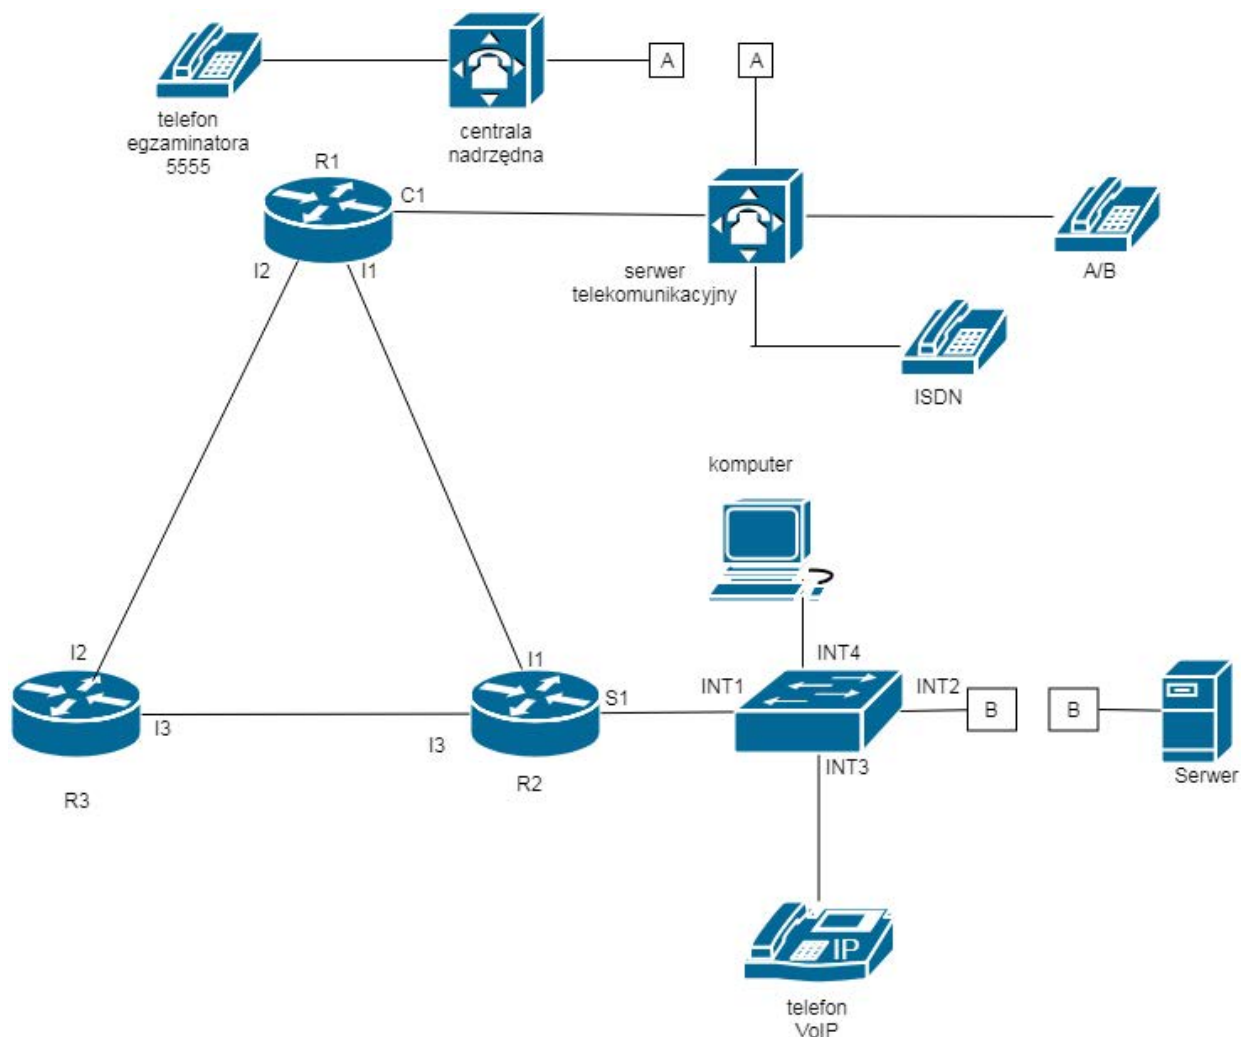 A
A
telefon
egzaminatora
5555
centrala
nadrzędna
R1
C1
I2
I1
serwer
telekomunikacyjny
A/B
ISDN
komputer
I2
I1
INT4
INT1
INT2
S1
B
B
I3
I3
INT3
R3
R2
Serwer
IP
telefon
VoIP